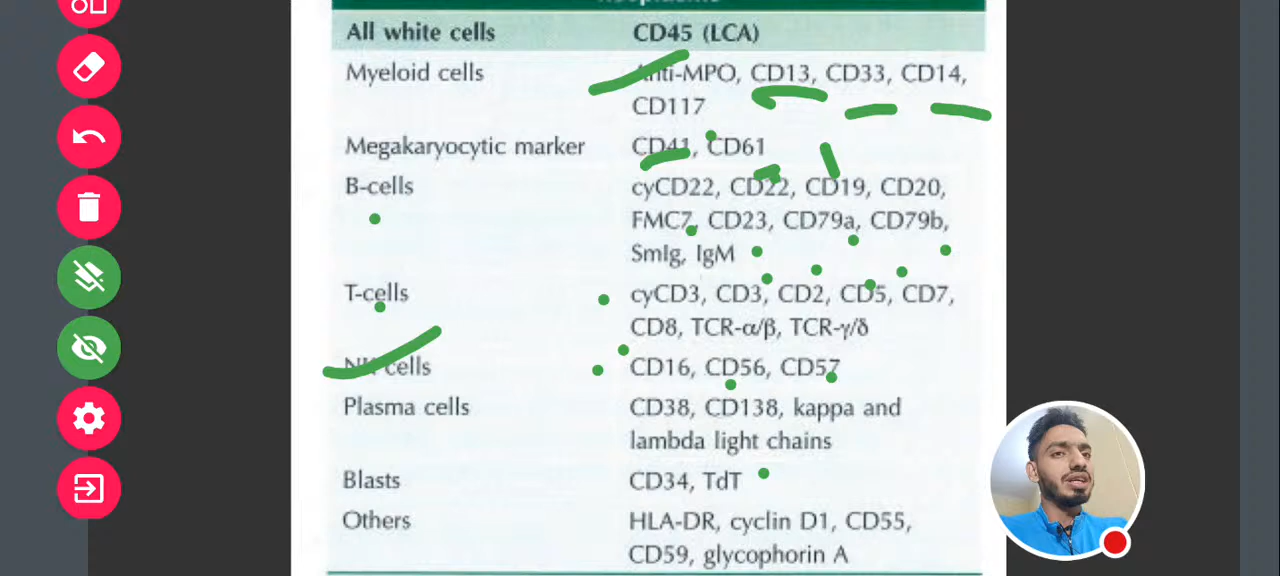 All white cells CD45 (LCA)
Myeloid cells Anti-MPO, CD13, CD33, CD14,
CD117
Megakaryocytic marker CD41, CD61
B-cells cyCD22, CD22, CD19, CD20,
FMC7, CD23, CD79a, CD79b,
SmIg, IgM
T-cells cyCD3, CD3, CD2, CD5, CD7,
CD8, TCR-α/β, TCR-γ/δ
NK cells CD16, CD56, CD57
Plasma cells CD38, CD138, kappa and
lambda light chains
Blasts CD34, TdT
Others HLA-DR, cyclin D1, CD55,
CD59, glycophorin A